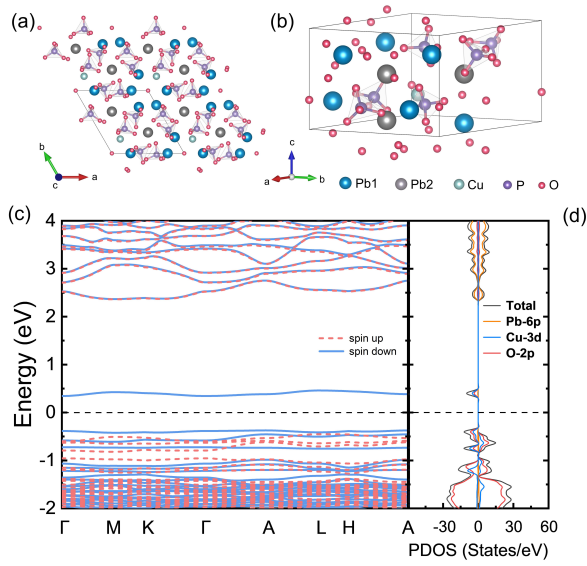 (a)
(b)
b
a
c
c
a
b
Pb1 Pb2 Cu P O
(c)
(d)
Energy (eV)
4
3
2
1
0
-1
-2
spin up
spin down
Total
Pb-6p
Cu-3d
O-2p
Γ M K Γ A L H A
-30 0 30 60
PDOS (States/eV)